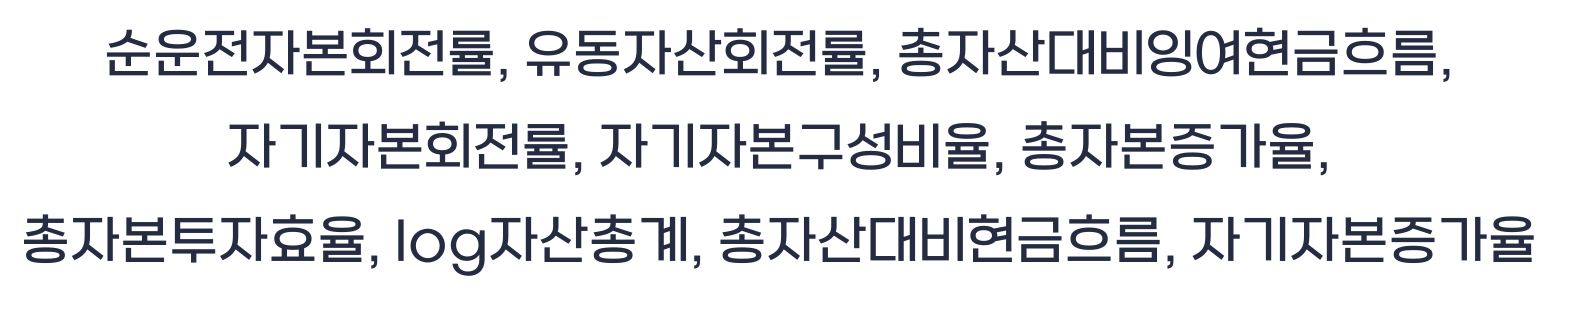 순운전자본회전률, 유동자산회전률, 총자산대비잉여현금흐름,
자기자본회전률, 자기자본구성비율, 총자본증가율,
총자본투자효율, log자산총계, 총자산대비현금흐름, 자기자본증가율